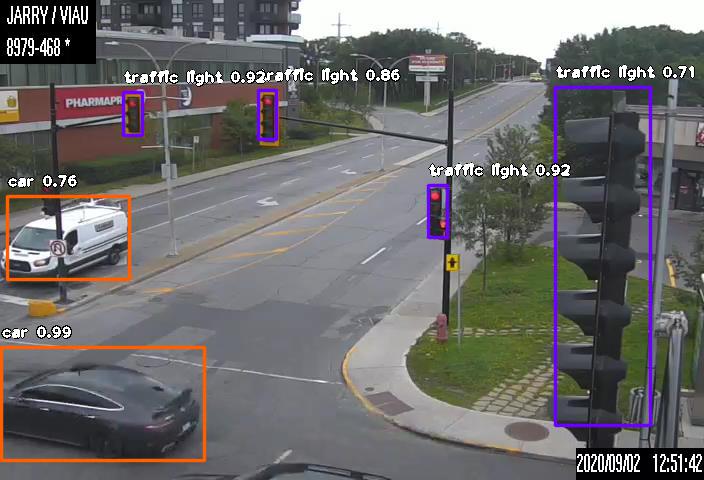 JARRY / VIAU
8979-468 *
traffic light 0.92
traffic light 0.86
traffic light 0.71
PHARMAPR
traffic light 0.92
car 0.76
car 0.99
2020/09/02 12:51:42